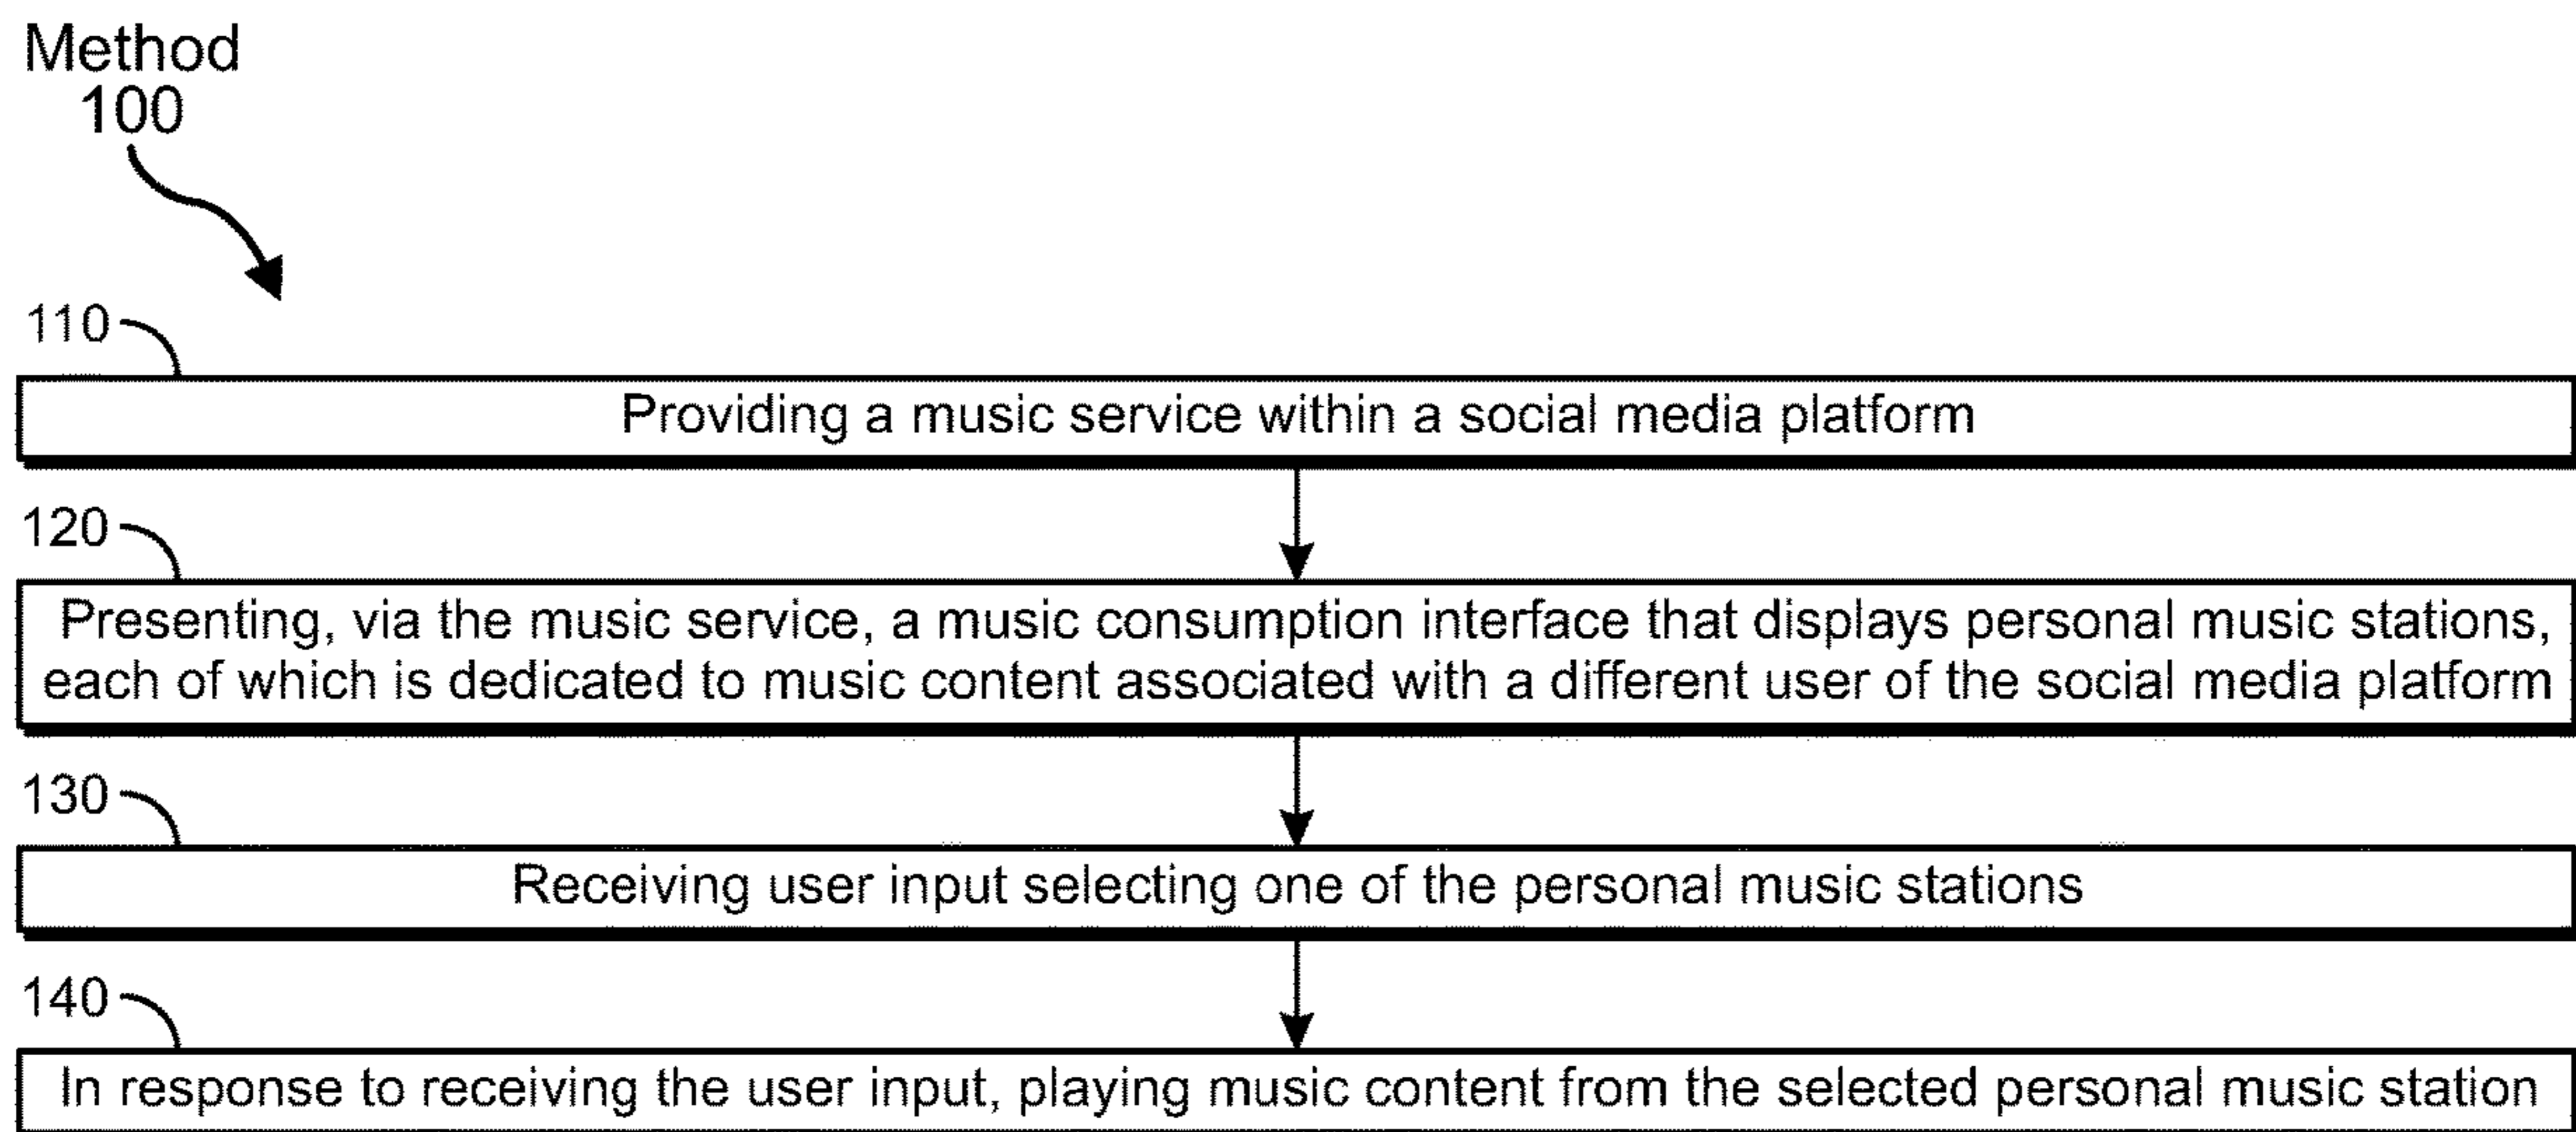 Method
100
110
Providing a music service within a social media platform
120
Presenting, via the music service, a music consumption interface that displays personal music stations,
each of which is dedicated to music content associated with a different user of the social media platform
130
Receiving user input selecting one of the personal music stations
140
In response to receiving the user input, playing music content from the selected personal music station